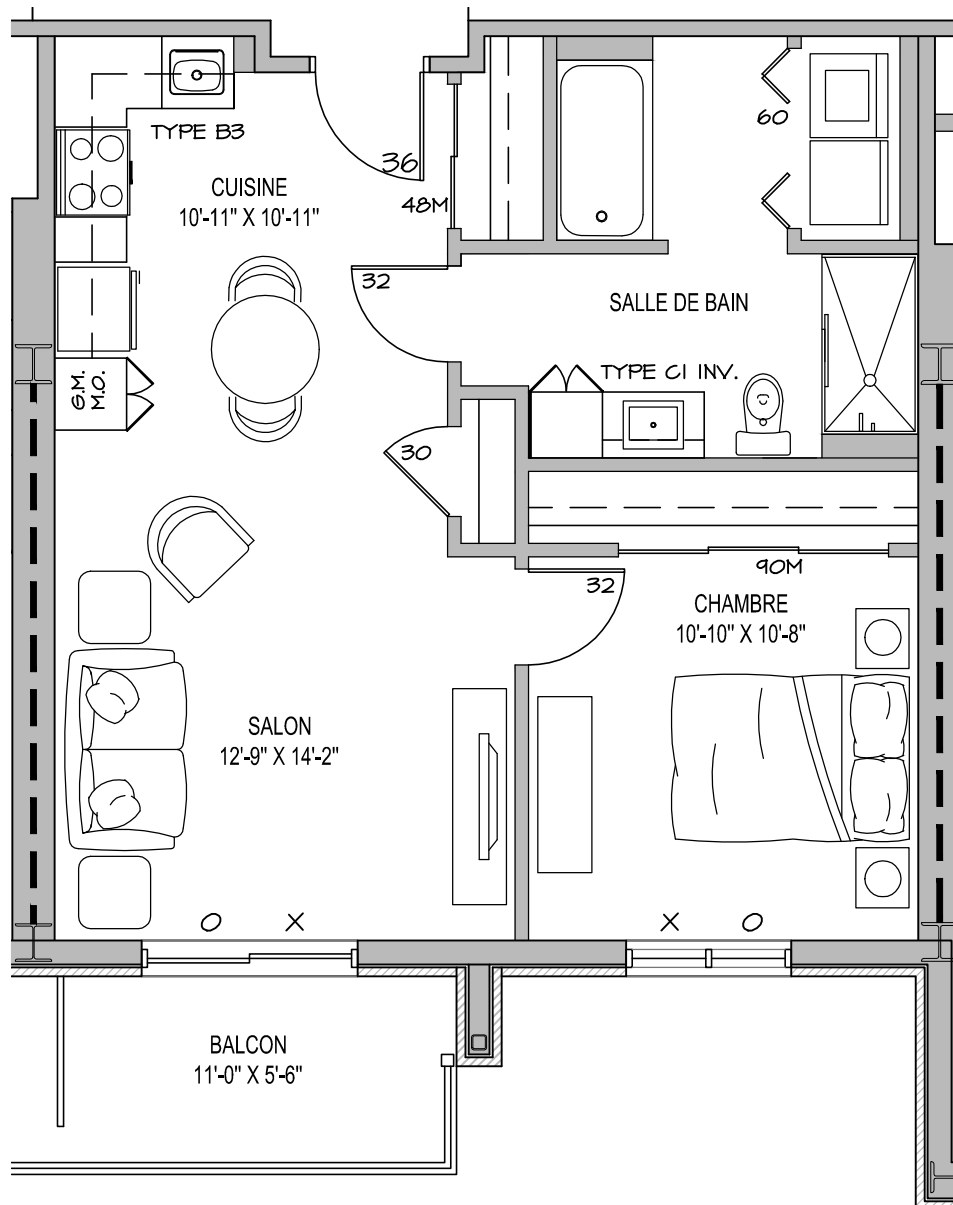 TYPE B3
60
36
CUISINE
10'-11" X 10'-11"
48M
32
SALLE DE BAIN
G.M.
M.O.
TYPE C1 INV.
30
90M
32
CHAMBRE
10'-10" X 10'-8"
SALON
12'-9" X 14'-2"
O X
X O
BALCON
11'-0" X 5'-6"